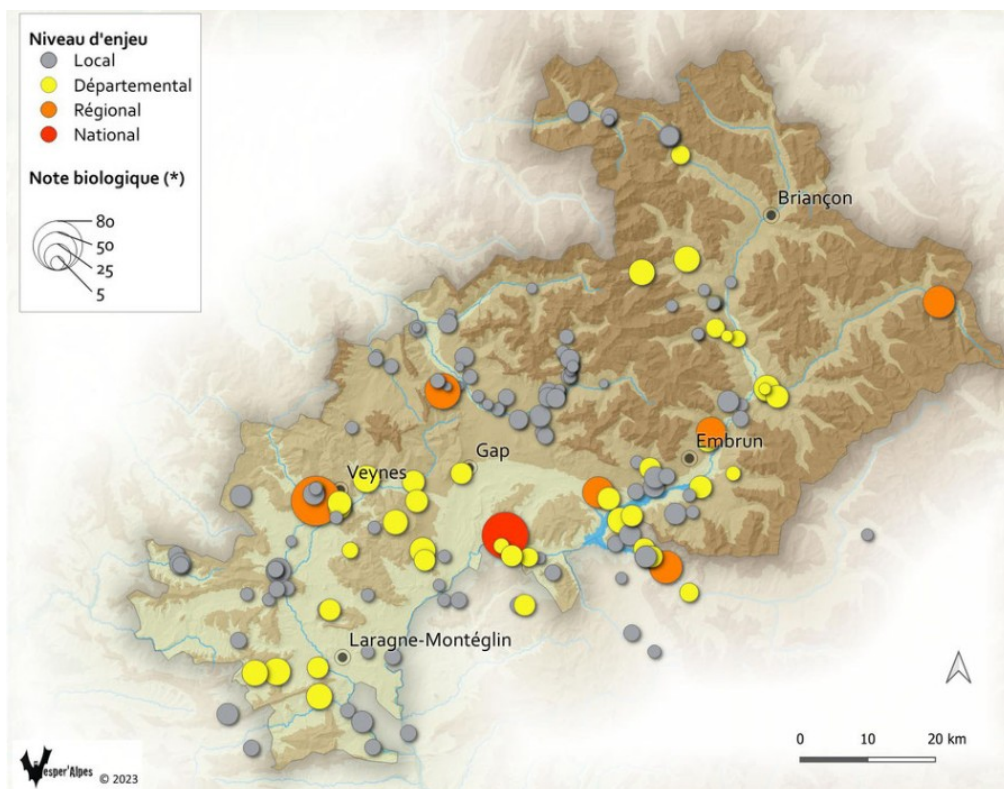 Niveau d'enjeu
Local
Départemental
Régional
National
Note biologique (*)
80
50
25
5
Briançon
Embrun
Gap
Veynes
Laragne-Montéglin
0 10 20 km
Vesper'Alpes © 2023